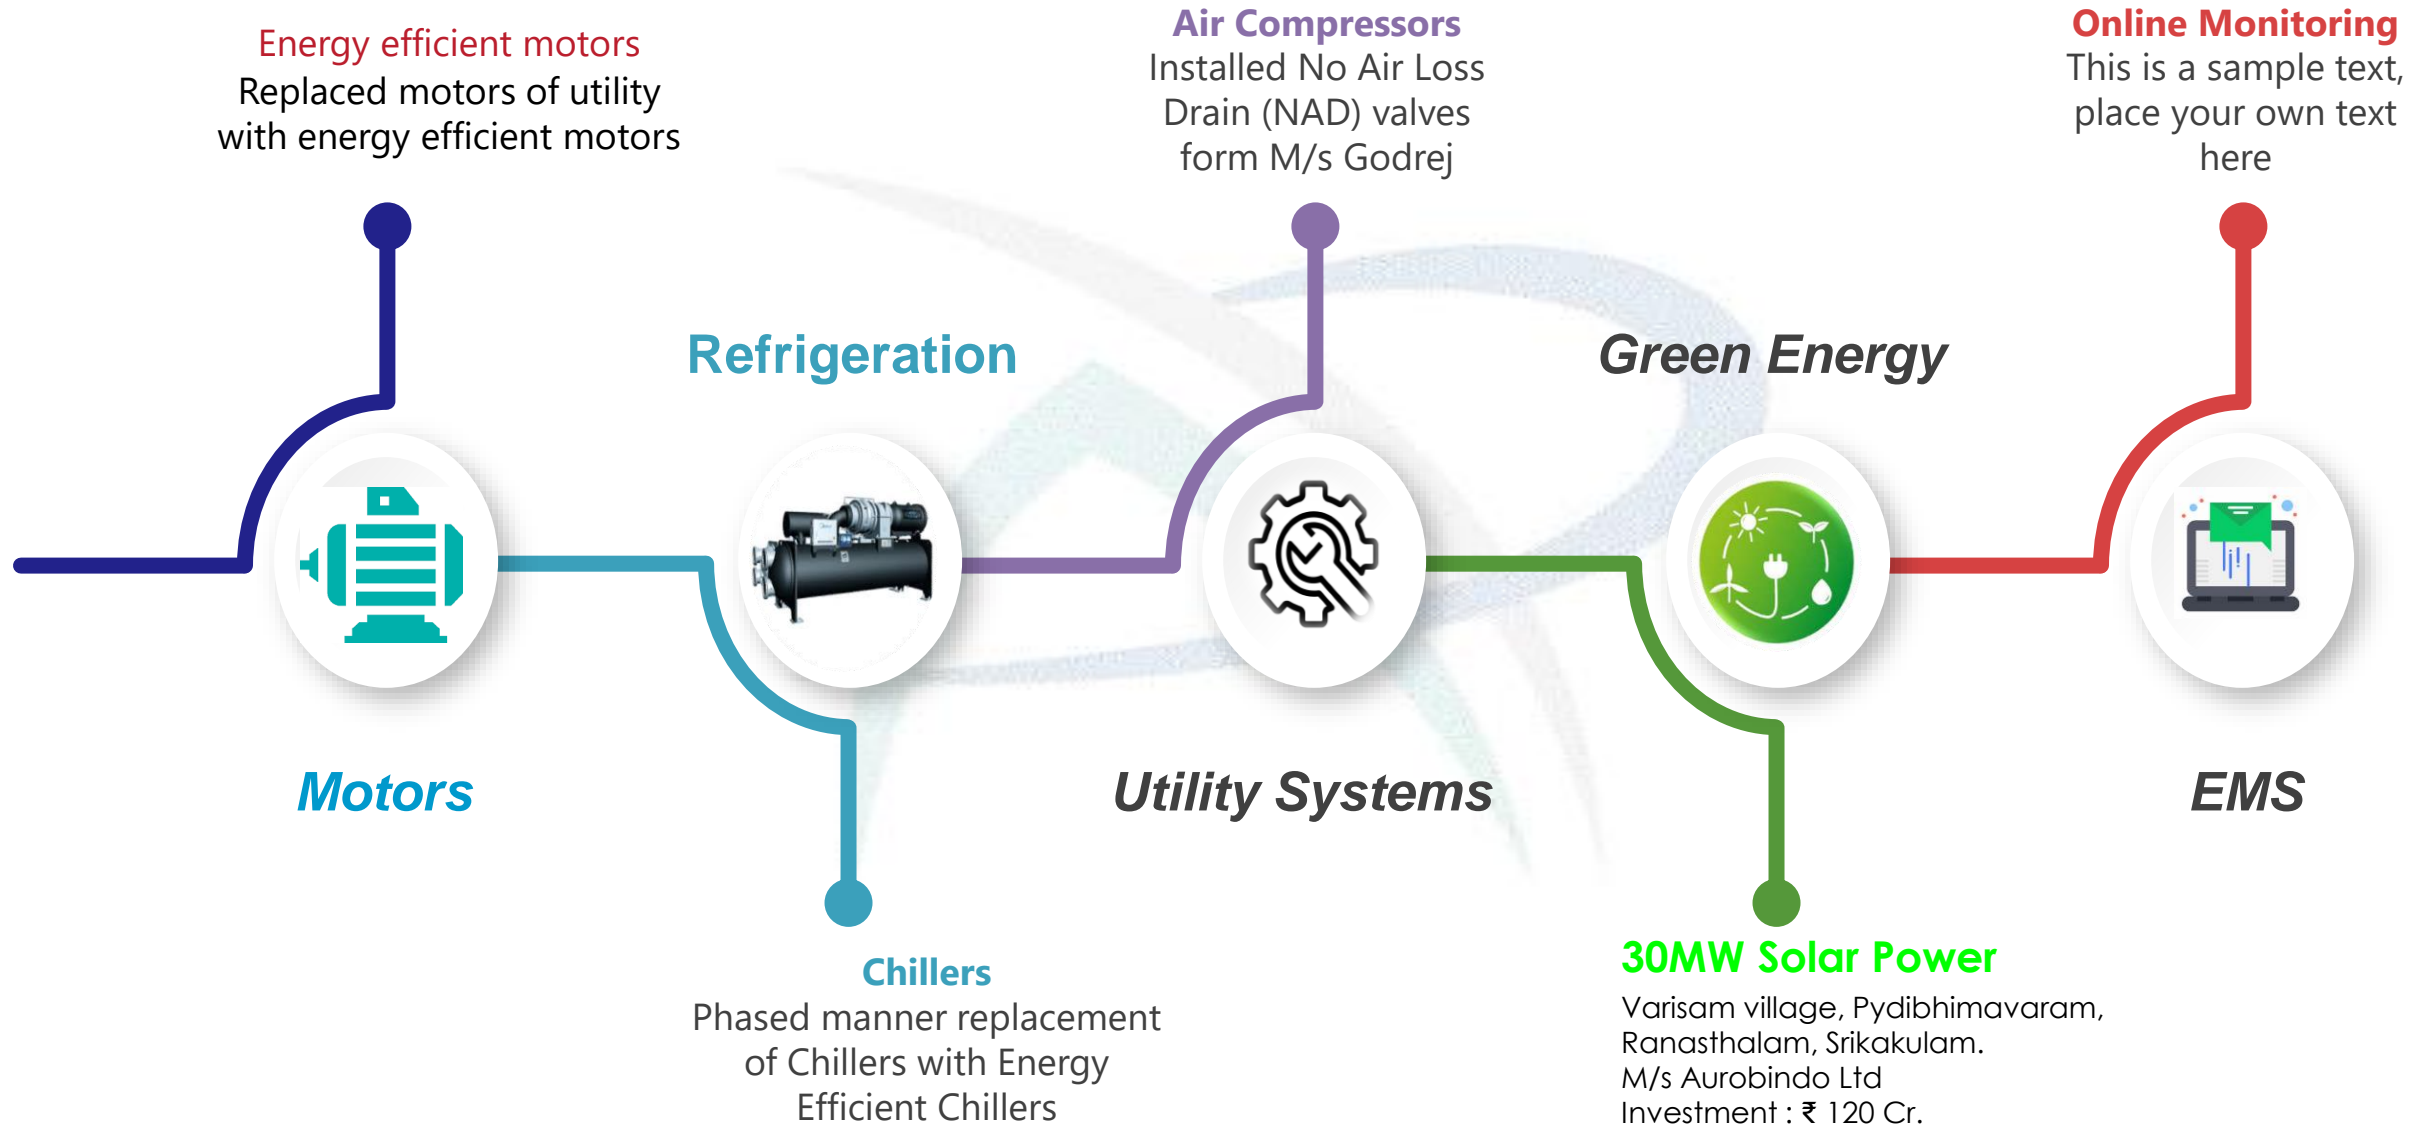 Energy efficient motors
Replaced motors of utility
with energy efficient motors
Motors
Refrigeration
Chillers
Phased manner replacement
of Chillers with Energy
Efficient Chillers
Air Compressors
Installed No Air Loss
Drain (NAD) valves
form M/s Godrej
Utility Systems
Green Energy
30MW Solar Power
Varisam village, Pydibhimavaram,
Ranasthalam, Srikakulam.
M/s Aurobindo Ltd
Investment : ₹ 120 Cr.
Online Monitoring
This is a sample text,
place your own text
here
EMS